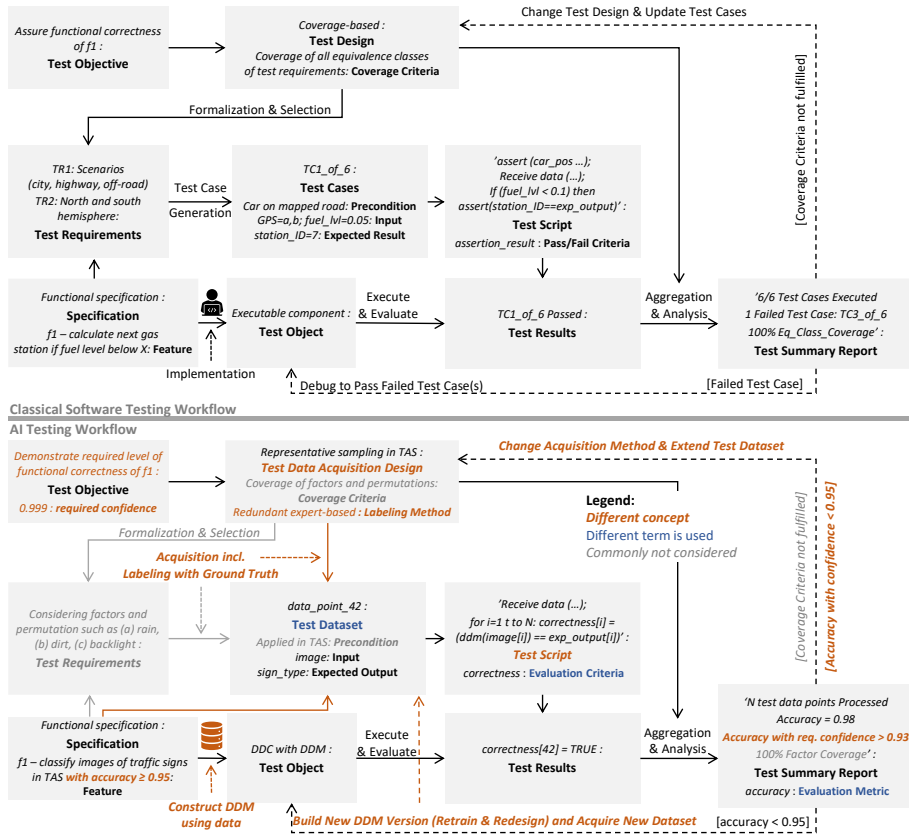 Assure functional correctness
of f1 :
Test Objective
Coverage-based :
Test Design
Coverage of all equivalence classes
of test requirements: Coverage Criteria
Change Test Design & Update Test Cases
[Coverage Criteria not fulfilled]
Formalization & Selection
TR1: Scenarios
(city, highway, off-road)
TR2: North and south
hemisphere:
Test Requirements
Test Case
Generation
TC1_of_6 :
Test Cases
Car on mapped road: Precondition
GPS=a,b; fuel_lvl=0.05: Input
station_ID=7: Expected Result
'assert (car_pos ...);
Receive data (...);
If (fuel_lvl < 0.1) then
assert(station_ID==exp_output)' :
Test Script
assertion_result : Pass/Fail Criteria
Functional specification :
Specification
f1 – calculate next gas
station if fuel level below X: Feature
Implementation
Executable component :
Test Object
Execute
& Evaluate
TC1_of_6 Passed :
Test Results
Aggregation
& Analysis
'6/6 Test Cases Executed
1 Failed Test Case: TC3_of_6
100% Eq_Class_Coverage' :
Test Summary Report
Debug to Pass Failed Test Case(s)
[Failed Test Case]
Classical Software Testing Workflow
AI Testing Workflow
Demonstrate required level of
functional correctness of f1 :
Test Objective
0.999 : required confidence
Representative sampling in TAS :
Test Data Acquisition Design
Coverage of factors and permutations:
Coverage Criteria
Redundant expert-based : Labeling Method
Change Acquisition Method & Extend Test Dataset
Legend:
Different concept
Different term is used
Commonly not considered
[Coverage Criteria not fulfilled]
[Accuracy with confidence < 0.95]
Formalization & Selection
Acquisition incl.
Labeling with Ground Truth
Considering factors and
permutation such as (a) rain,
(b) dirt, (c) backlight :
Test Requirements
data_point_42 :
Test Dataset
Applied in TAS: Precondition
image: Input
sign_type: Expected Output
'Receive data (...);
for i=1 t to N: correctness[i] =
(ddm(image[i]) == exp_output[i])' :
Test Script
correctness : Evaluation Criteria
Functional specification :
Specification
f1 – classify images of traffic signs
in TAS with accuracy ≥ 0.95:
Feature
Construct DDM
using data
DDC with DDM :
Test Object
Execute
& Evaluate
correctness[42] = TRUE :
Test Results
Aggregation
& Analysis
'N test data points Processed
Accuracy = 0.98
Accuracy with req. confidence > 0.93
100% Factor Coverage' :
Test Summary Report
accuracy : Evaluation Metric
Build New DDM Version (Retrain & Redesign) and Acquire New Dataset
[accuracy < 0.95]